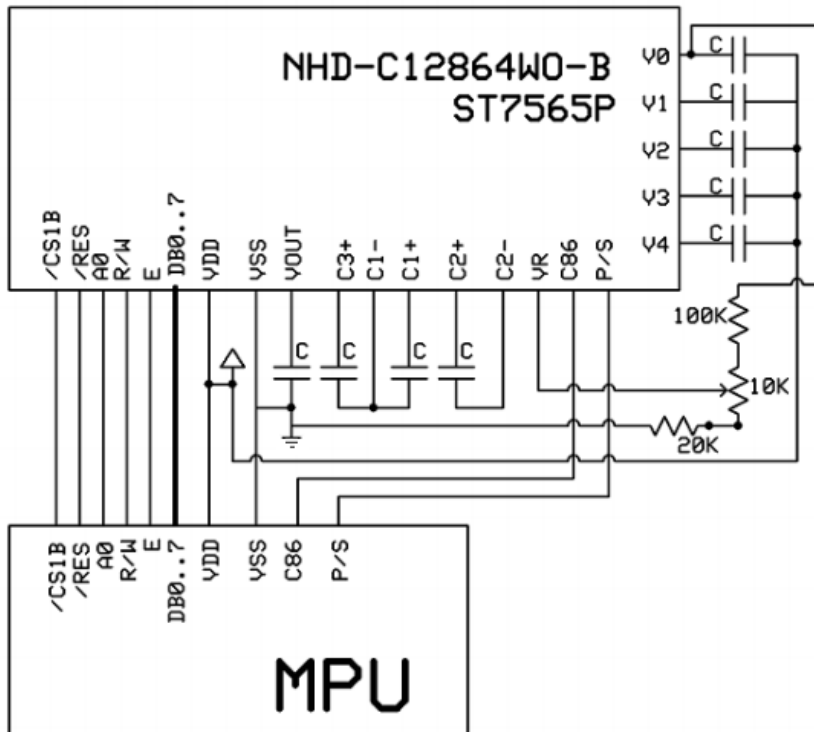 NHD-C12864WO-B
ST7565P
V0 C
V1 C
V2 C
V3 C
V4 C
/CS1B /RES A0 R/W E DB0..7 VDD VSS VOUT C3+ C1- C1+ C2+ C2- VR C86 P/S
100K
C C C C
10K
20K
/CS1B /RES A0 R/W E DB0..7 VDD VSS C86 P/S
MPU